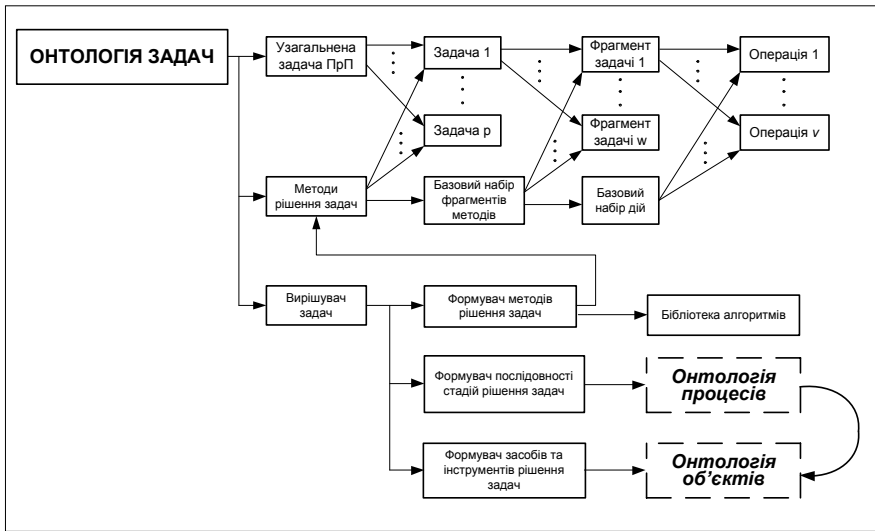 ОНТОЛОГІЯ ЗАДАЧ
Узагальнена
задача ПрП
Задача 1
Фрагмент
задачі 1
Операція 1
Задача р
Фрагмент
задачі w
Операція v
Методи
рішення задач
Базовий набір
фрагментів
методів
Базовий
набір дій
Вирішувач
задач
Формувач методів
рішення задач
Бібліотека алгоритмів
Формувач послідовності
стадій рішення задач
Онтологія
процесів
Формувач засобів та
інструментів рішення
задач
Онтологія
об’єктів